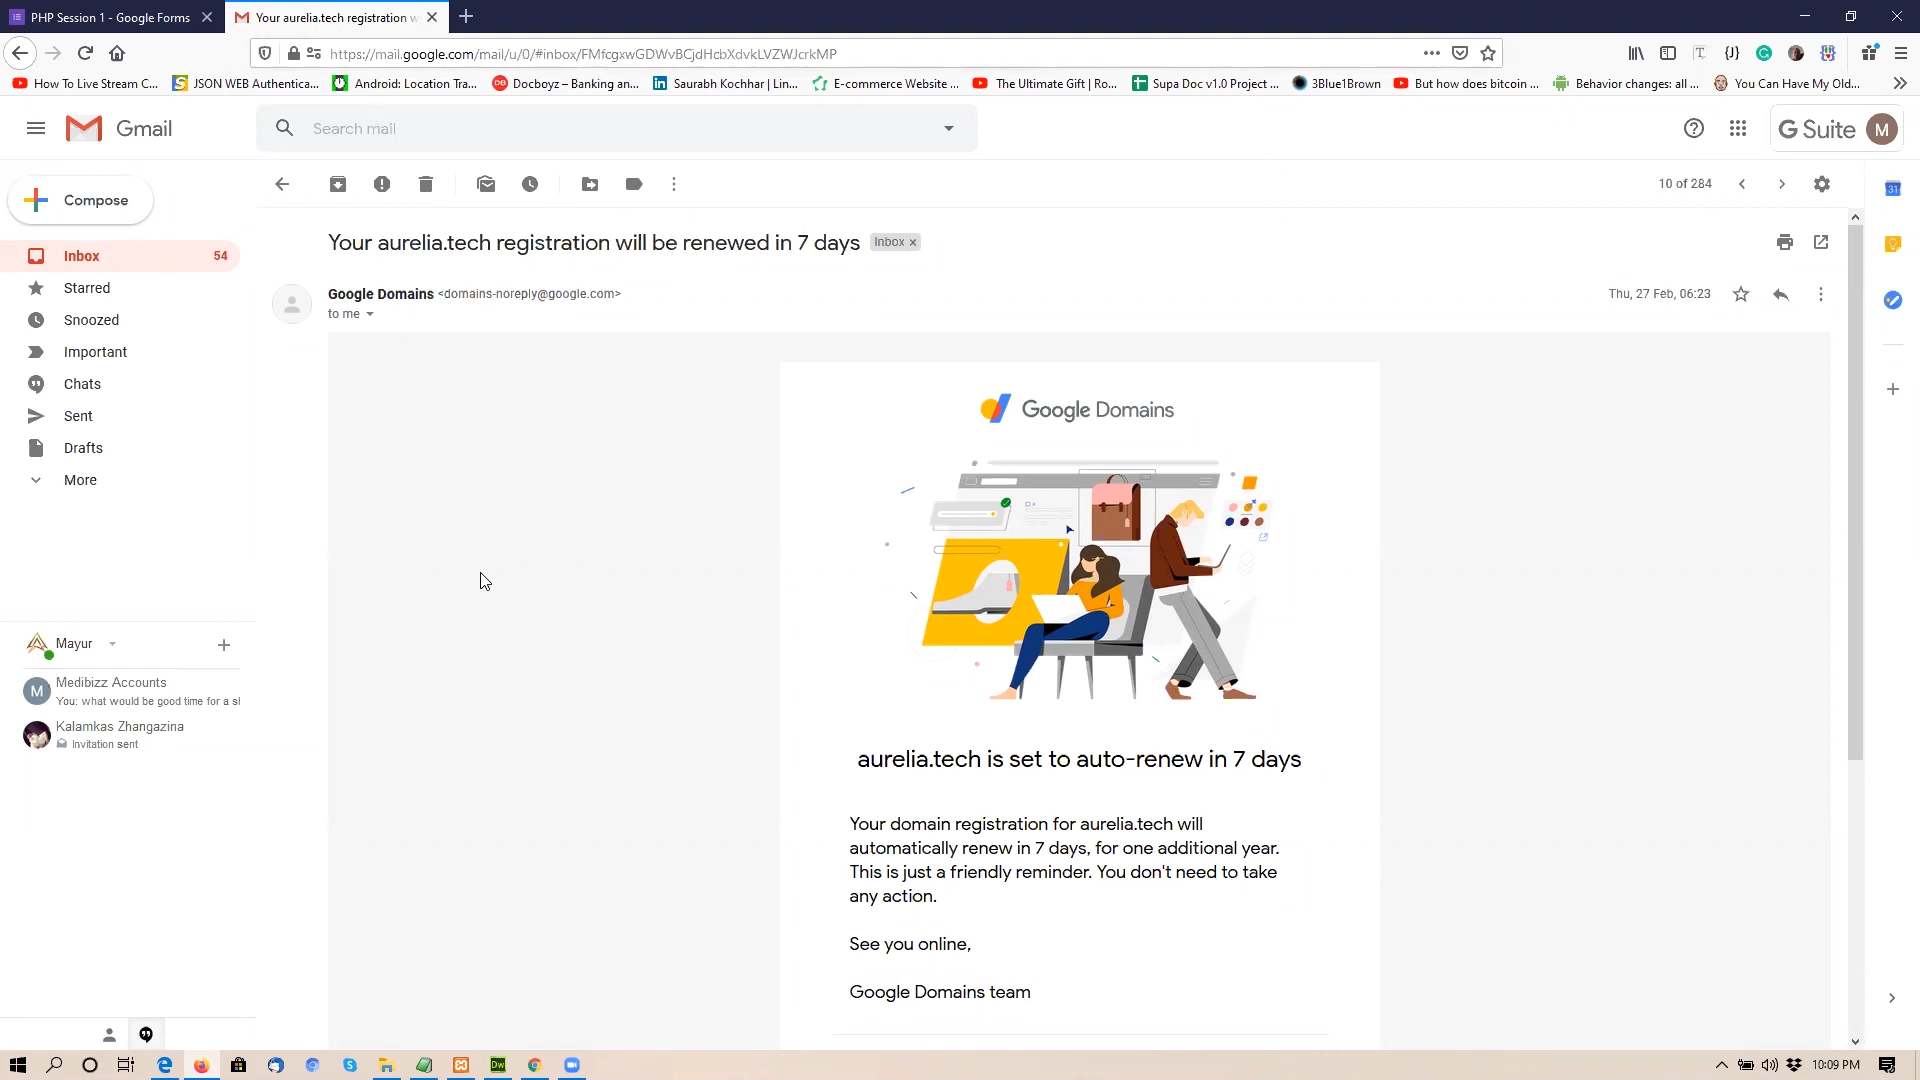 PHP Session 1 - Google Forms
Your aurelia.tech registration w
https://mail.google.com/mail/u/0/#inbox/FMfcgxwGDWvBCjdHcbXdvkLVZWJcrkMP
How To Live Stream C...
JSON WEB Authentica...
Android: Location Tra...
Docboyz – Banking an...
Saurabh Kochhar | Lin...
E-commerce Website ...
The Ultimate Gift | Ro...
Supa Doc v1.0 Project ...
3Blue1Brown
But how does bitcoin ...
Behavior changes: all ...
You Can Have My Old...
Gmail
Search mail
G Suite
M
Compose
10 of 284
Inbox 54
Starred
Snoozed
Important
Chats
Sent
Drafts
More
Your aurelia.tech registration will be renewed in 7 days
Inbox ×
Google Domains <domains-noreply@google.com>
Thu, 27 Feb, 06:23
to me
Google Domains
aurelia.tech is set to auto-renew in 7 days
Your domain registration for aurelia.tech will
automatically renew in 7 days, for one additional year.
This is just a friendly reminder. You don't need to take
any action.
See you online,
Google Domains team
Mayur
M
Medibizz Accounts
You: what would be good time for a sl
Kalamkas Zhangazina
Invitation sent
31
Dw
10:09 PM